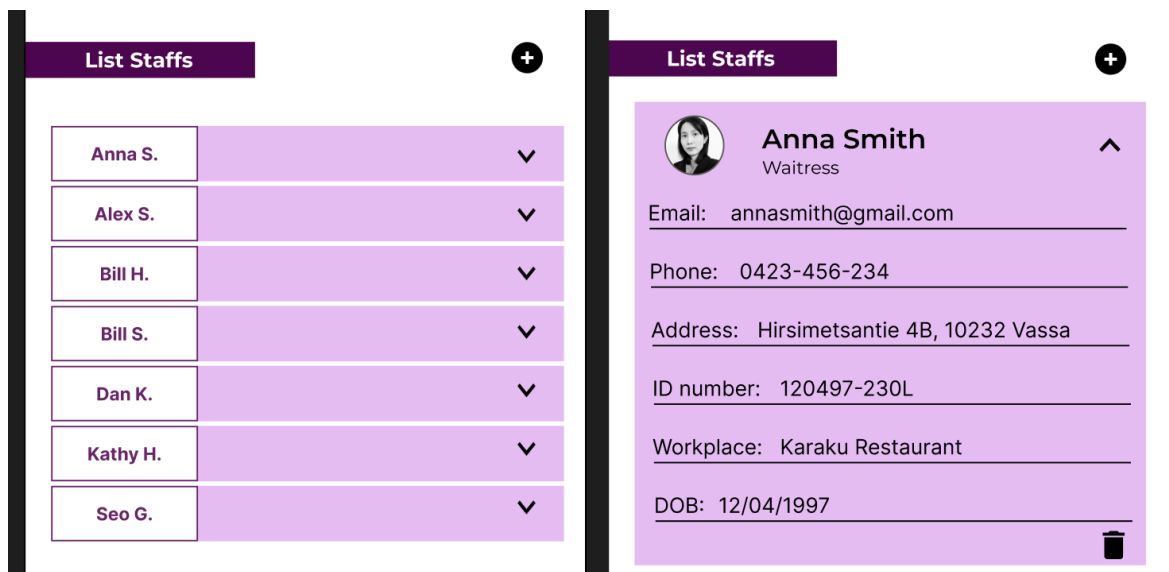 List Staffs
Anna S.
Alex S.
Bill H.
Bill S.
Dan K.
Kathy H.
Seo G.
List Staffs
Anna Smith
Waitress
Email: annasmith@gmail.com
Phone: 0423-456-234
Address: Hirsimetsantie 4B, 10232 Vassa
ID number: 120497-230L
Workplace: Karaku Restaurant
DOB: 12/04/1997